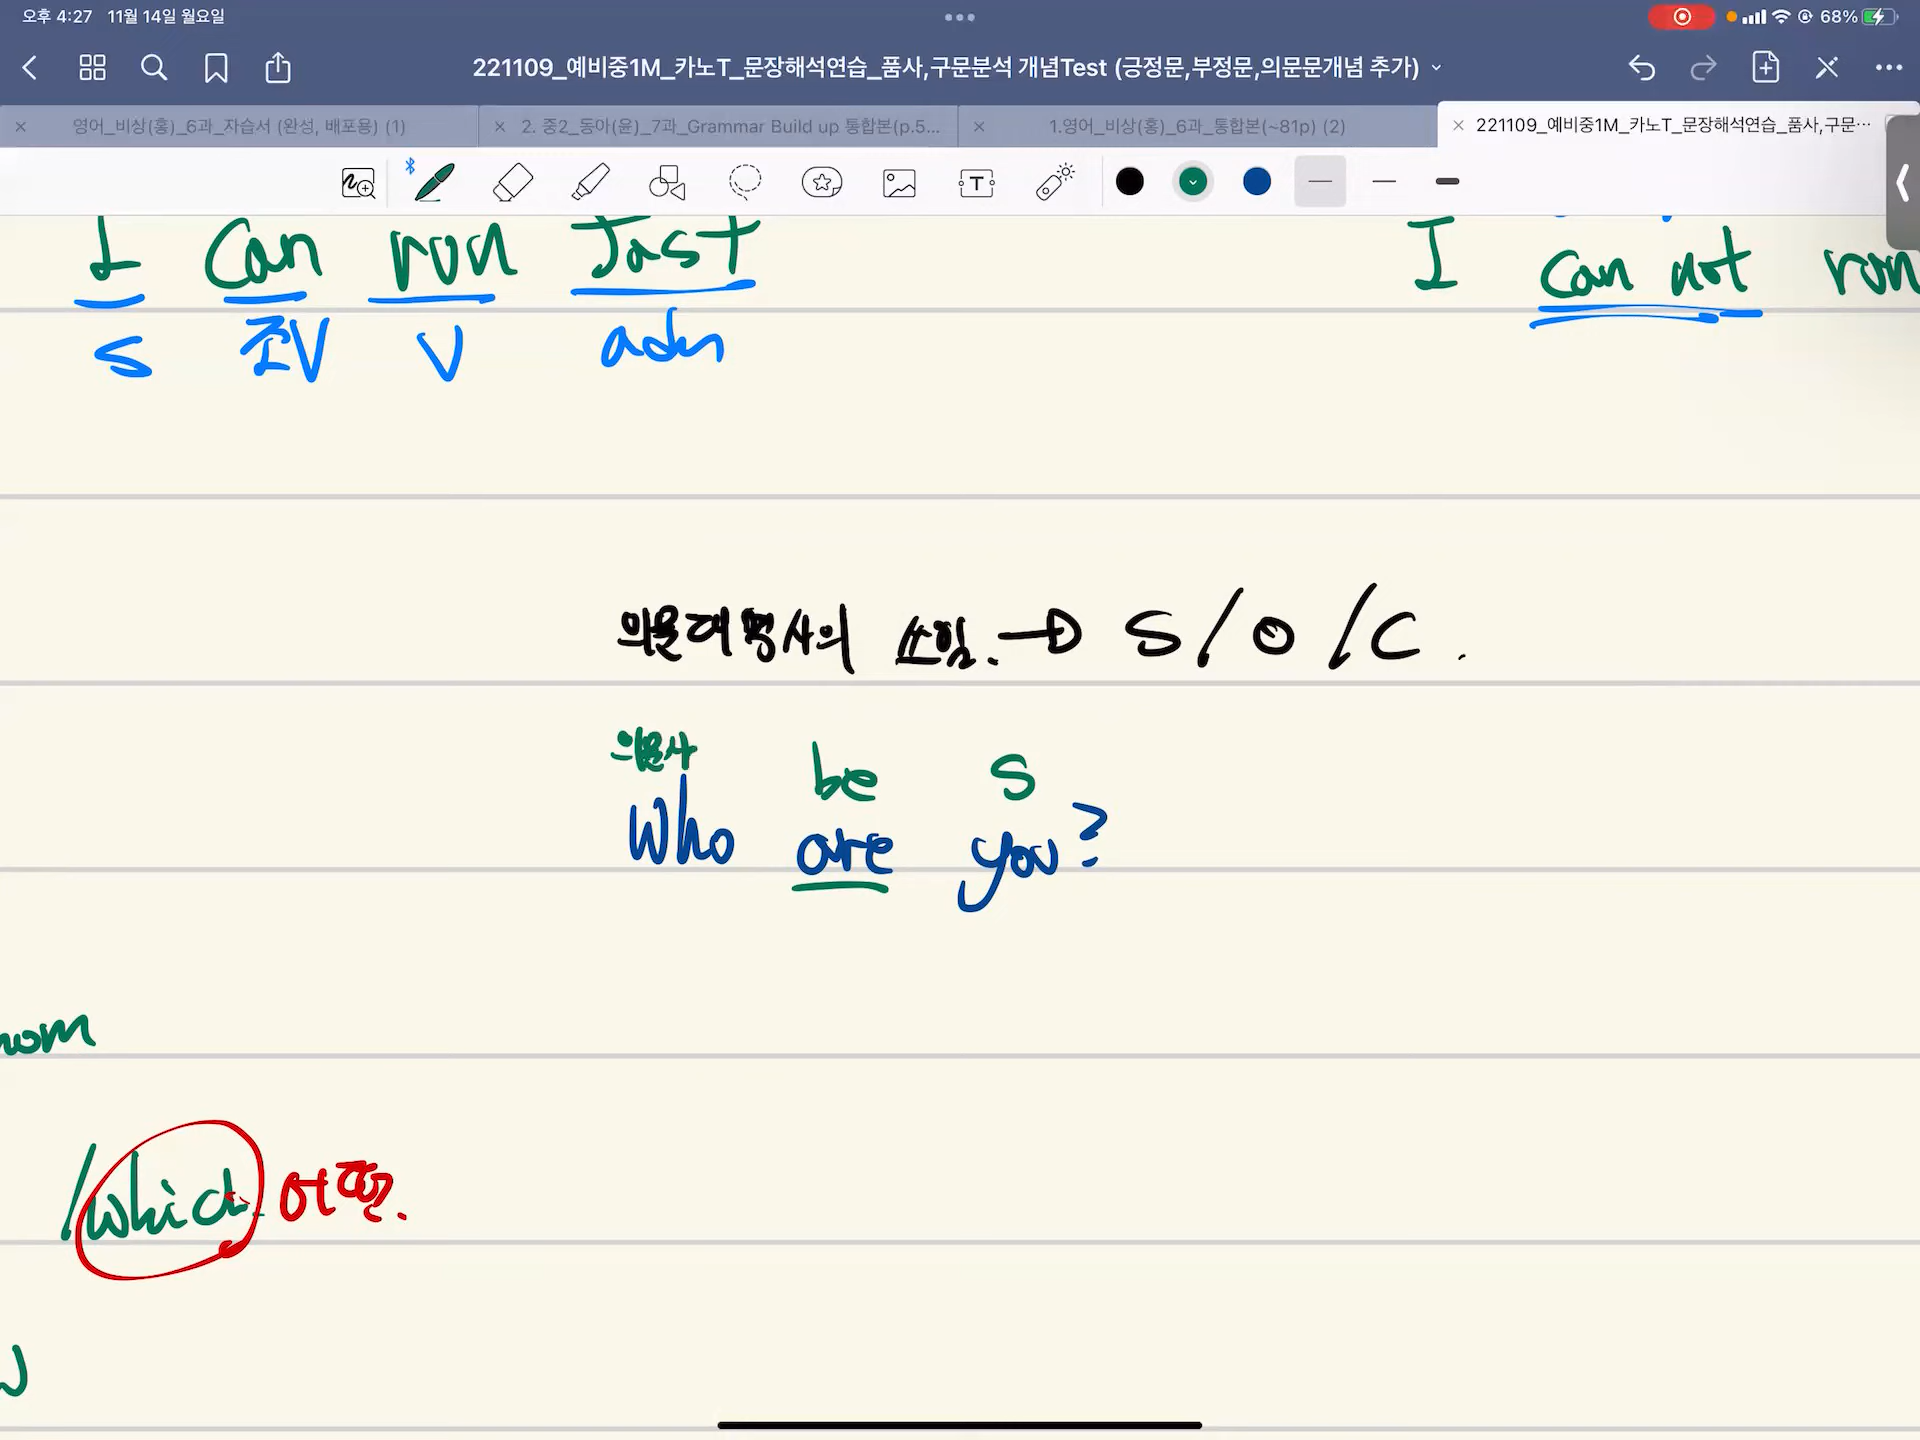 오후 4:27 11월 14일 월요일
68%
221109_예비중1M_카노T_문장해석연습_품사,구문분석 개념Test (긍정문,부정문,의문문개념 추가)
영어_비상(홍)_6과_자습서 (완성, 배포용) (1)
2. 중2_동아(윤)_7과_Grammar Build up 통합본(p.5...
1.영어_비상(홍)_6과_통합본(~81p) (2)
221109_예비중1M_카노T_문장해석연습_품사,구문…
I can run fast
I can not run
S 조V V adv
의문대명사의 쓰임. → S / O / C .
의문사 be S
Who are you?
nom
/which 어떤.